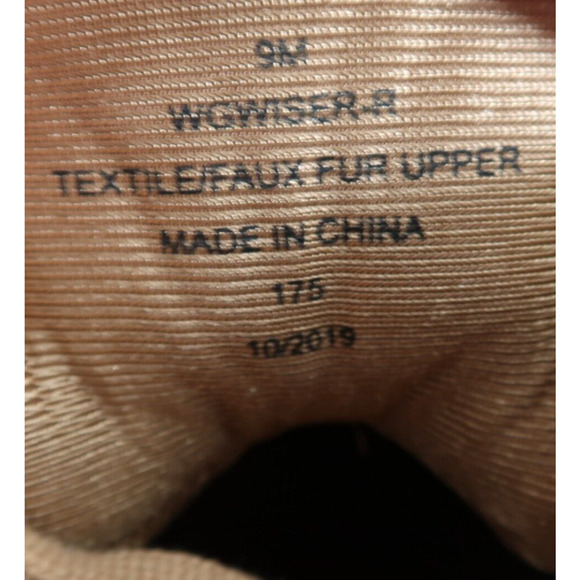 9M
WGWISER-R
TEXTILE/FAUX FUR UPPER
MADE IN CHINA
175
10/2019